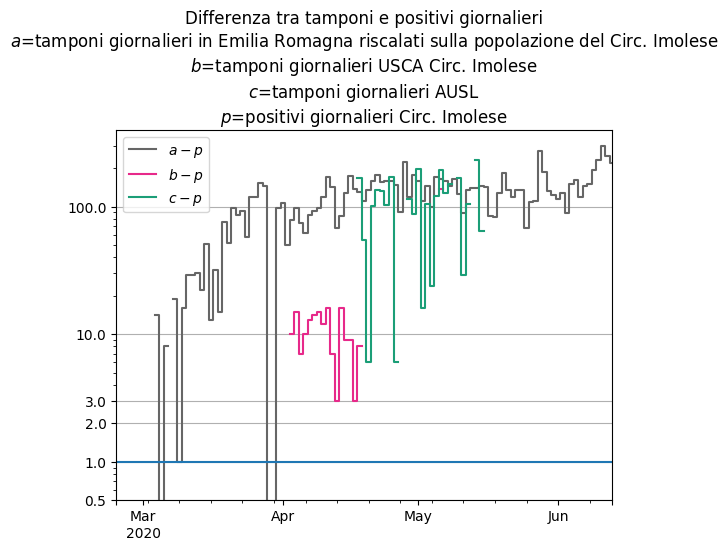 Differenza tra tamponi e positivi giornalieri
a=tamponi giornalieri in Emilia Romagna riscalati sulla popolazione del Circ. Imolese
b=tamponi giornalieri USCA Circ. Imolese
c=tamponi giornalieri AUSL
p=positivi giornalieri Circ. Imolese
a − p
b − p
c − p
100.0
10.0
3.0
2.0
1.0
0.5
Mar Apr May Jun
2020